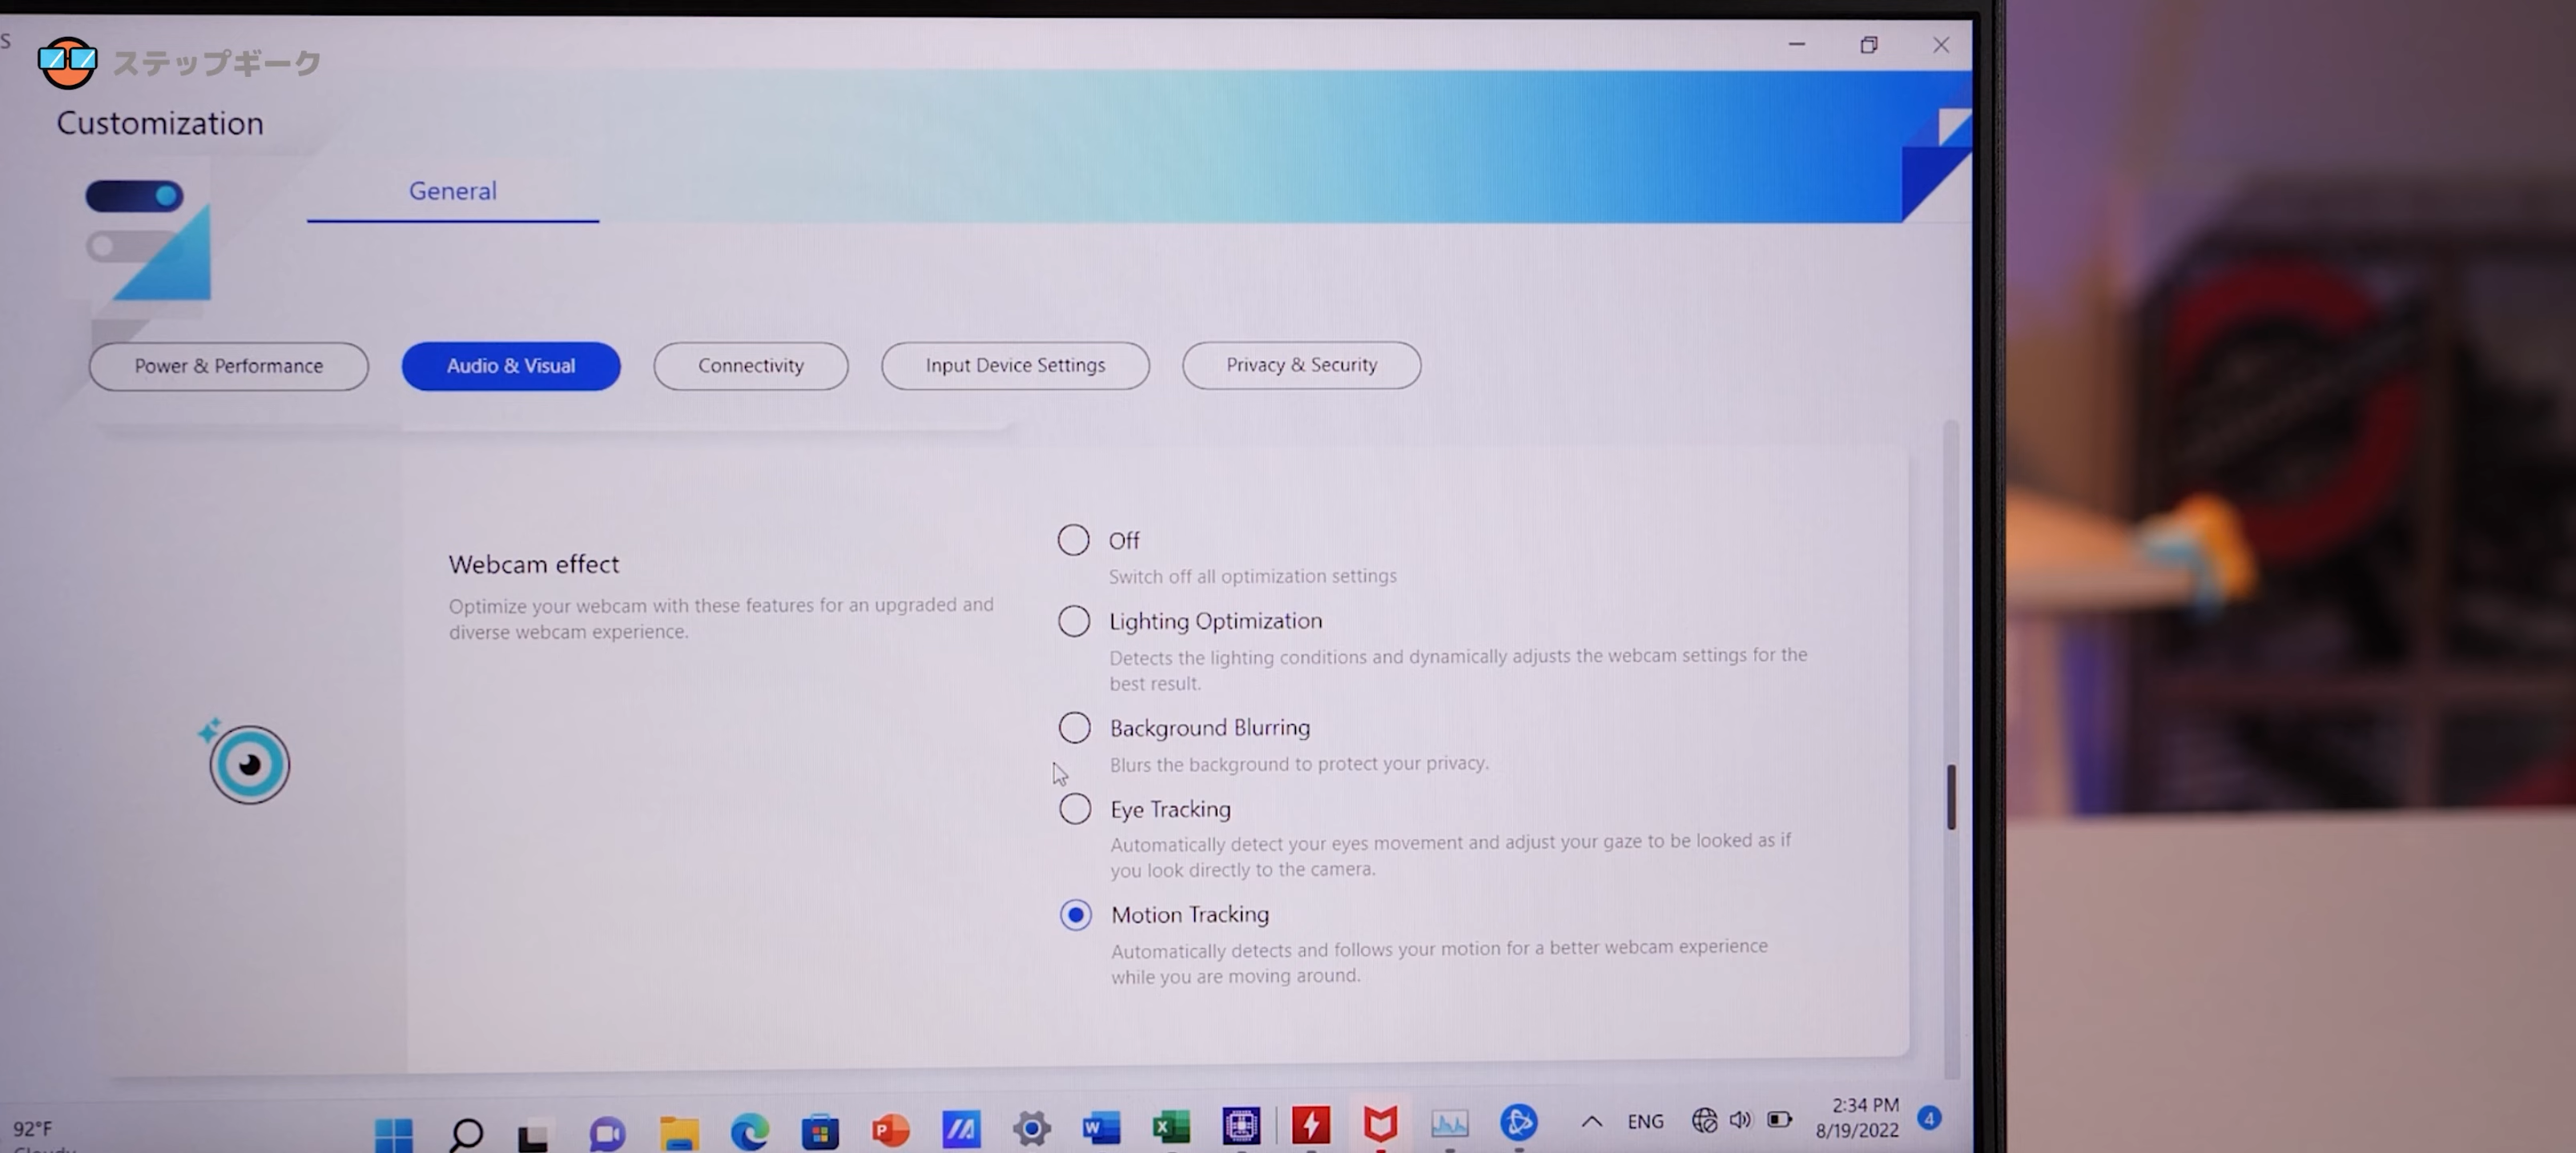 S
ステップギーク
Customization
General
Power & Performance
Audio & Visual
Connectivity
Input Device Settings
Privacy & Security
Webcam effect
Optimize your webcam with these features for an upgraded and
diverse webcam experience.
Off
Switch off all optimization settings
Lighting Optimization
Detects the lighting conditions and dynamically adjusts the webcam settings for the
best result.
Background Blurring
Blurs the background to protect your privacy.
Eye Tracking
Automatically detect your eyes movement and adjust your gaze to be looked as if
you look directly to the camera.
Motion Tracking
Automatically detects and follows your motion for a better webcam experience
while you are moving around.
92°F
P
W
X
ENG
2:34 PM
8/19/2022
4